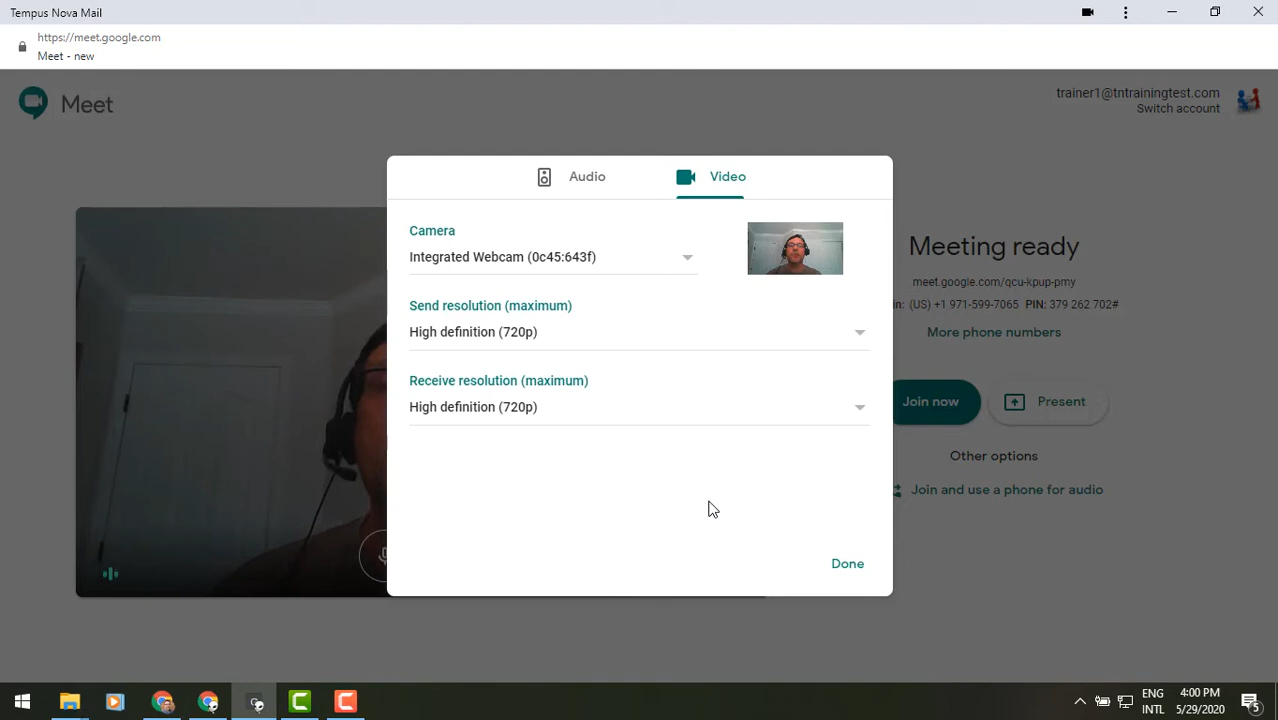 Tempus Nova Mail
https://meet.google.com
Meet - new
Meet
trainer1@tntrainingtest.com
Switch account
Audio
Video
Camera
Integrated Webcam (0c45:643f)
Send resolution (maximum)
High definition (720p)
Receive resolution (maximum)
High definition (720p)
Done
Meeting ready
meet.google.com/qcu-kpup-pmy
in: (US) +1 971-599-7065 PIN: 379 262 702#
More phone numbers
Join now
Present
Other options
Join and use a phone for audio
ENG
INTL
4:00 PM
5/29/2020
5